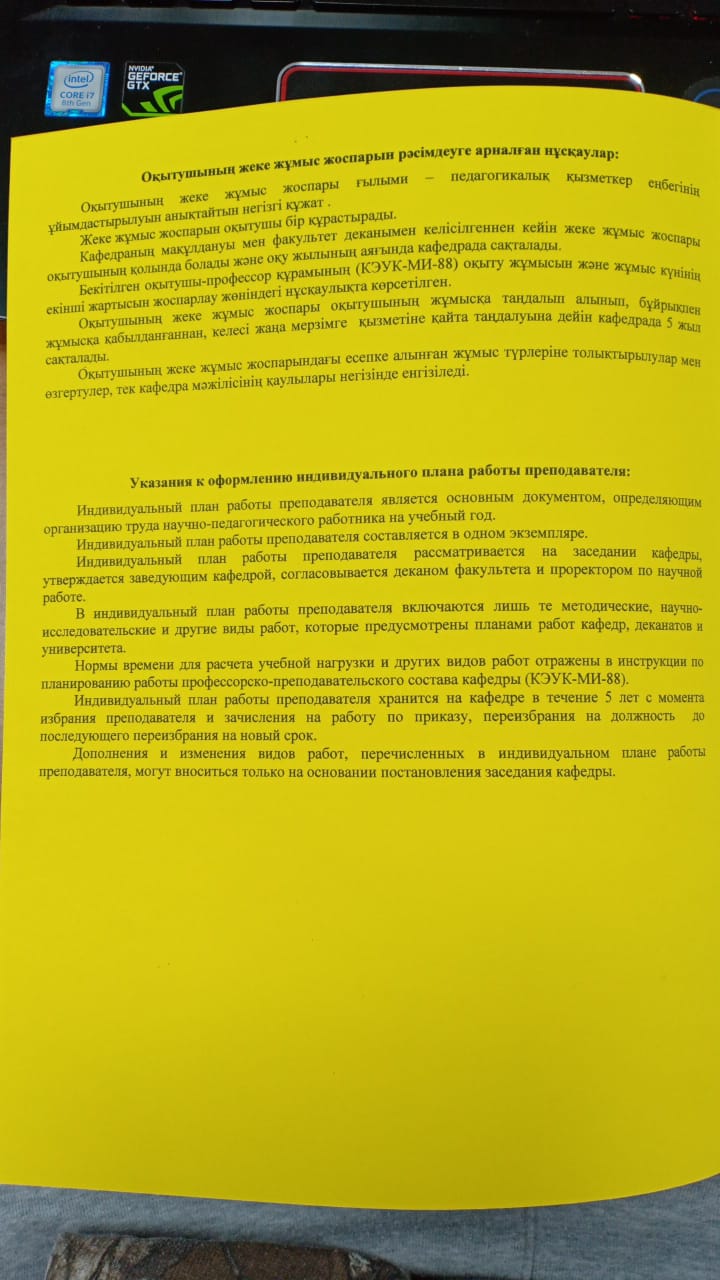 intel
CORE i7
8th Gen
NVIDIA
GEFORCE
GTX
Оқытушының жеке жұмыс жоспарын рәсімдеуге арналған нұсқаулар:
Оқытушының жеке жұмыс жоспары ғылыми – педагогикалық қызметкер еңбегінің
ұйымдастырылуын анықтайтын негізгі құжат .
Жеке жұмыс жоспарын оқытушы бір құрастырады.
Кафедраның мақұлдануы мен факультет деканымен келісілгеннен кейін жеке жұмыс жоспары
оқытушының қолында болады және оқу жылының аяғында кафедрада сақталады.
Бекітілген оқытушы-профессор құрамының (КЭУК-МИ-88) оқыту жұмысын және жұмыс күнінің
екінші жартысын жоспарлау жөніндегі нұсқаулықта көрсетілген.
Оқытушының жеке жұмыс жоспары оқытушының жұмысқа таңдалып алынып, бұйрықпен
жұмысқа қабылданғаннан, келесі жаңа мерзімге қызметіне қайта таңдалуына дейін кафедрада 5 жыл
сақталады.
Оқытушының жеке жұмыс жоспарындағы есепке алынған жұмыс түрлеріне толықтырылулар мен
өзгертулер, тек кафедра мәжілісінің қаулылары негізінде енгізіледі.
Указания к оформлению индивидуального плана работы преподавателя:
Индивидуальный план работы преподавателя является основным документом, определяющим
организацию труда научно-педагогического работника на учебный год.
Индивидуальный план работы преподавателя составляется в одном экземпляре.
Индивидуальный план работы преподавателя рассматривается на заседании кафедры,
утверждается заведующим кафедрой, согласовывается деканом факультета и проректором по научной
работе.
В индивидуальный план работы преподавателя включаются лишь те методические, научно-
исследовательские и другие виды работ, которые предусмотрены планами работ кафедр, деканатов и
университета.
Нормы времени для расчета учебной нагрузки и других видов работ отражены в инструкции по
планированию работы профессорско-преподавательского состава кафедры (КЭУК-МИ-88).
Индивидуальный план работы преподавателя хранится на кафедре в течение 5 лет с момента
избрания преподавателя и зачисления на работу по приказу, переизбрания на должность до
последующего переизбрания на новый срок.
Дополнения и изменения видов работ, перечисленных в индивидуальном плане работы
преподавателя, могут вноситься только на основании постановления заседания кафедры.